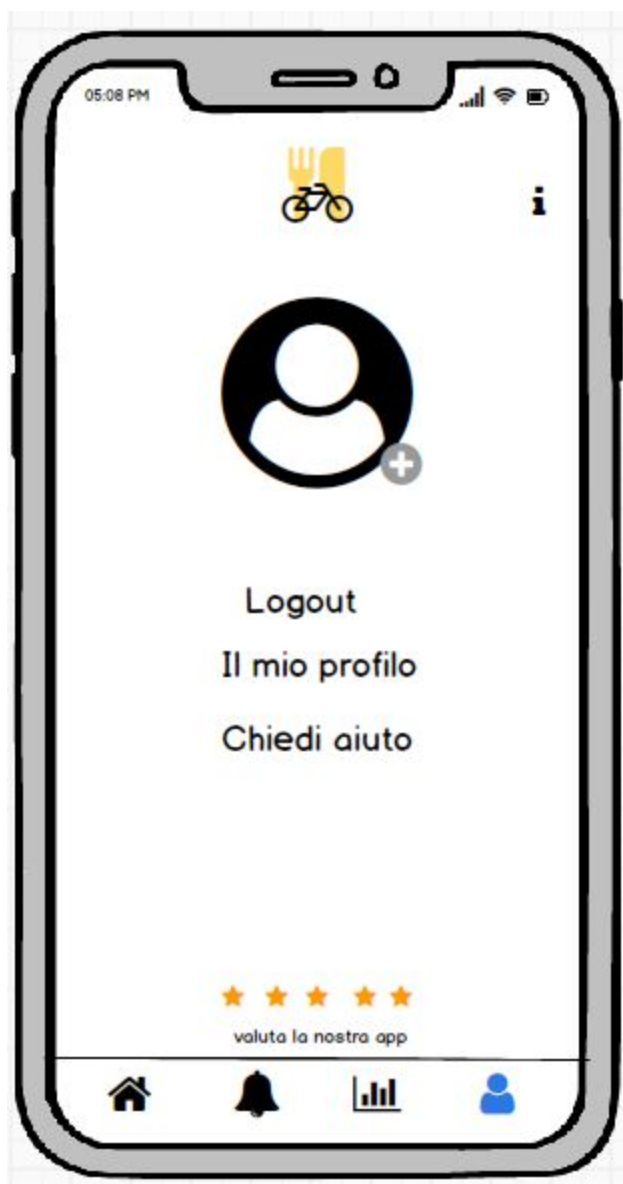 05:08 PM
i
Logout
Il mio profilo
Chiedi aiuto
valuta la nostra app